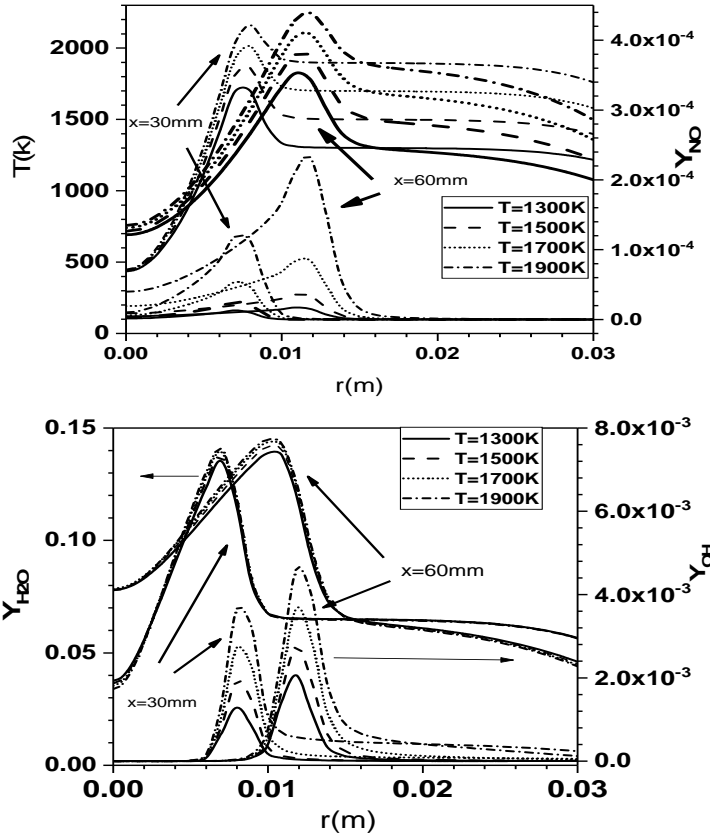 2000
1500
1000
500
0
T(k)
x=30mm
x=60mm
4.0x10-4
3.0x10-4
2.0x10-4
1.0x10-4
0.0
YNO
T=1300K
T=1500K
T=1700K
T=1900K
0.00 0.01 0.02 0.03
r(m)
0.15
0.10
0.05
0.00
YH2O
T=1300K
T=1500K
T=1700K
T=1900K
x=60mm
x=30mm
8.0x10-3
6.0x10-3
4.0x10-3
2.0x10-3
0.0
YOH
0.00 0.01 0.02 0.03
r(m)